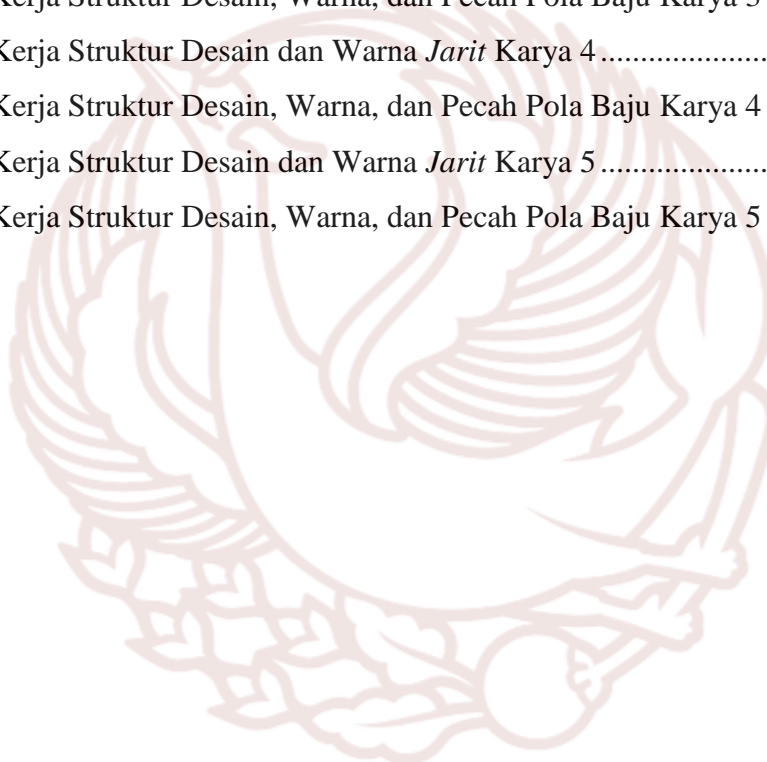 Kerja Struktur Desain, Warna, dan Pecah Pola Baju Karya 3
Kerja Struktur Desain dan Warna Jarit Karya 4.....................
Kerja Struktur Desain, Warna, dan Pecah Pola Baju Karya 4
Kerja Struktur Desain dan Warna Jarit Karya 5.....................
Kerja Struktur Desain, Warna, dan Pecah Pola Baju Karya 5